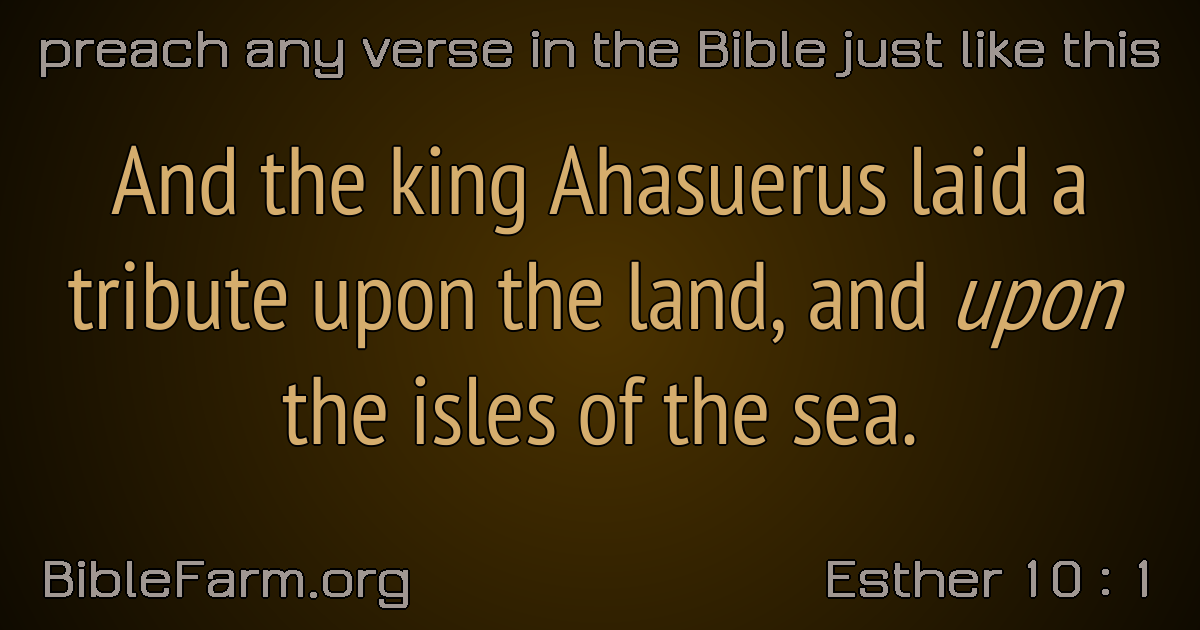 preach any verse in the Bible just like this
And the king Ahasuerus laid a
tribute upon the land, and upon
the isles of the sea.
BibleFarm.org
Esther 10 : 1